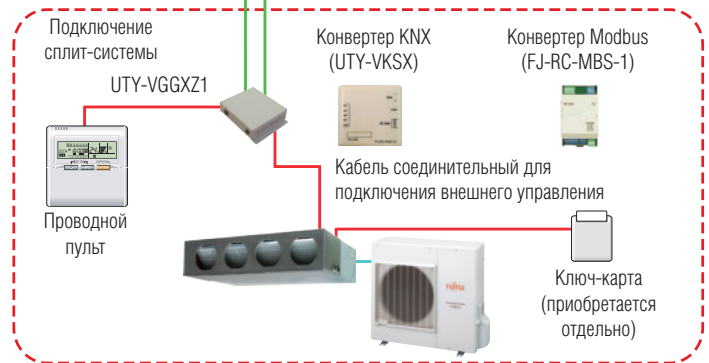 Подключение
сплит-системы
UTY-VGGXZ1
Конвертер KNX
(UTY-VKSX)
Конвертер Modbus
(FJ-RC-MBS-1)
Кабель соединительный для
подключения внешнего управления
Проводной
пульт
FUJITSU
Ключ-карта
(приобретается
отдельно)